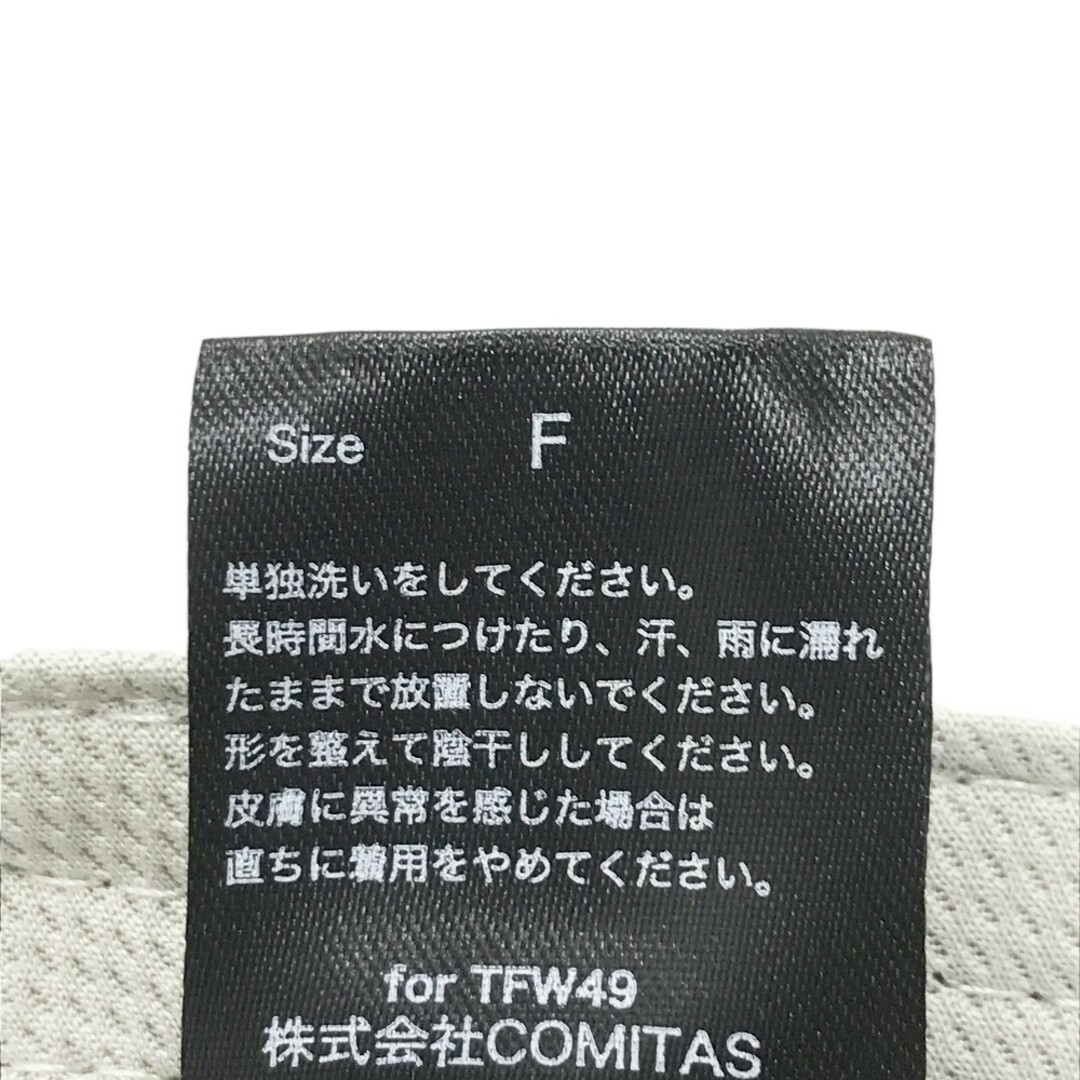 Size F
単独洗いをしてください。
長時間水につけたり、汗、雨に濡れ
たままで放置しないでください。
形を整えて陰干ししてください。
皮膚に異常を感じた場合は
直ちに着用をやめてください。
for TFW49
株式会社COMITAS